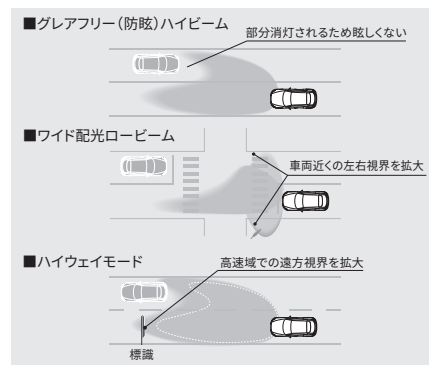 ■グレアフリー（防眩）ハイビーム
部分消灯されるため眩しくない
■ワイド配光ロービーム
車両近くの左右視界を拡大
■ハイウェイモード
高速域での遠方視界を拡大
標識